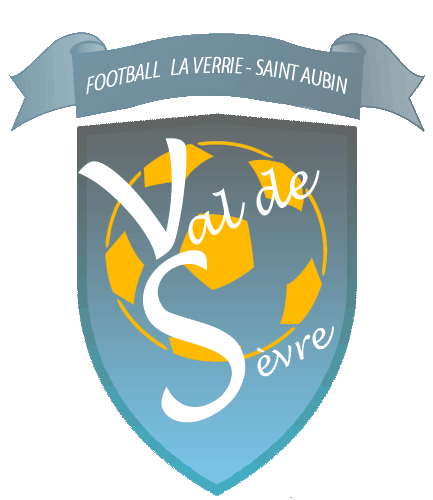 FOOTBALL LA VERRIE - SAINT AUBIN
Val de
Sèvre